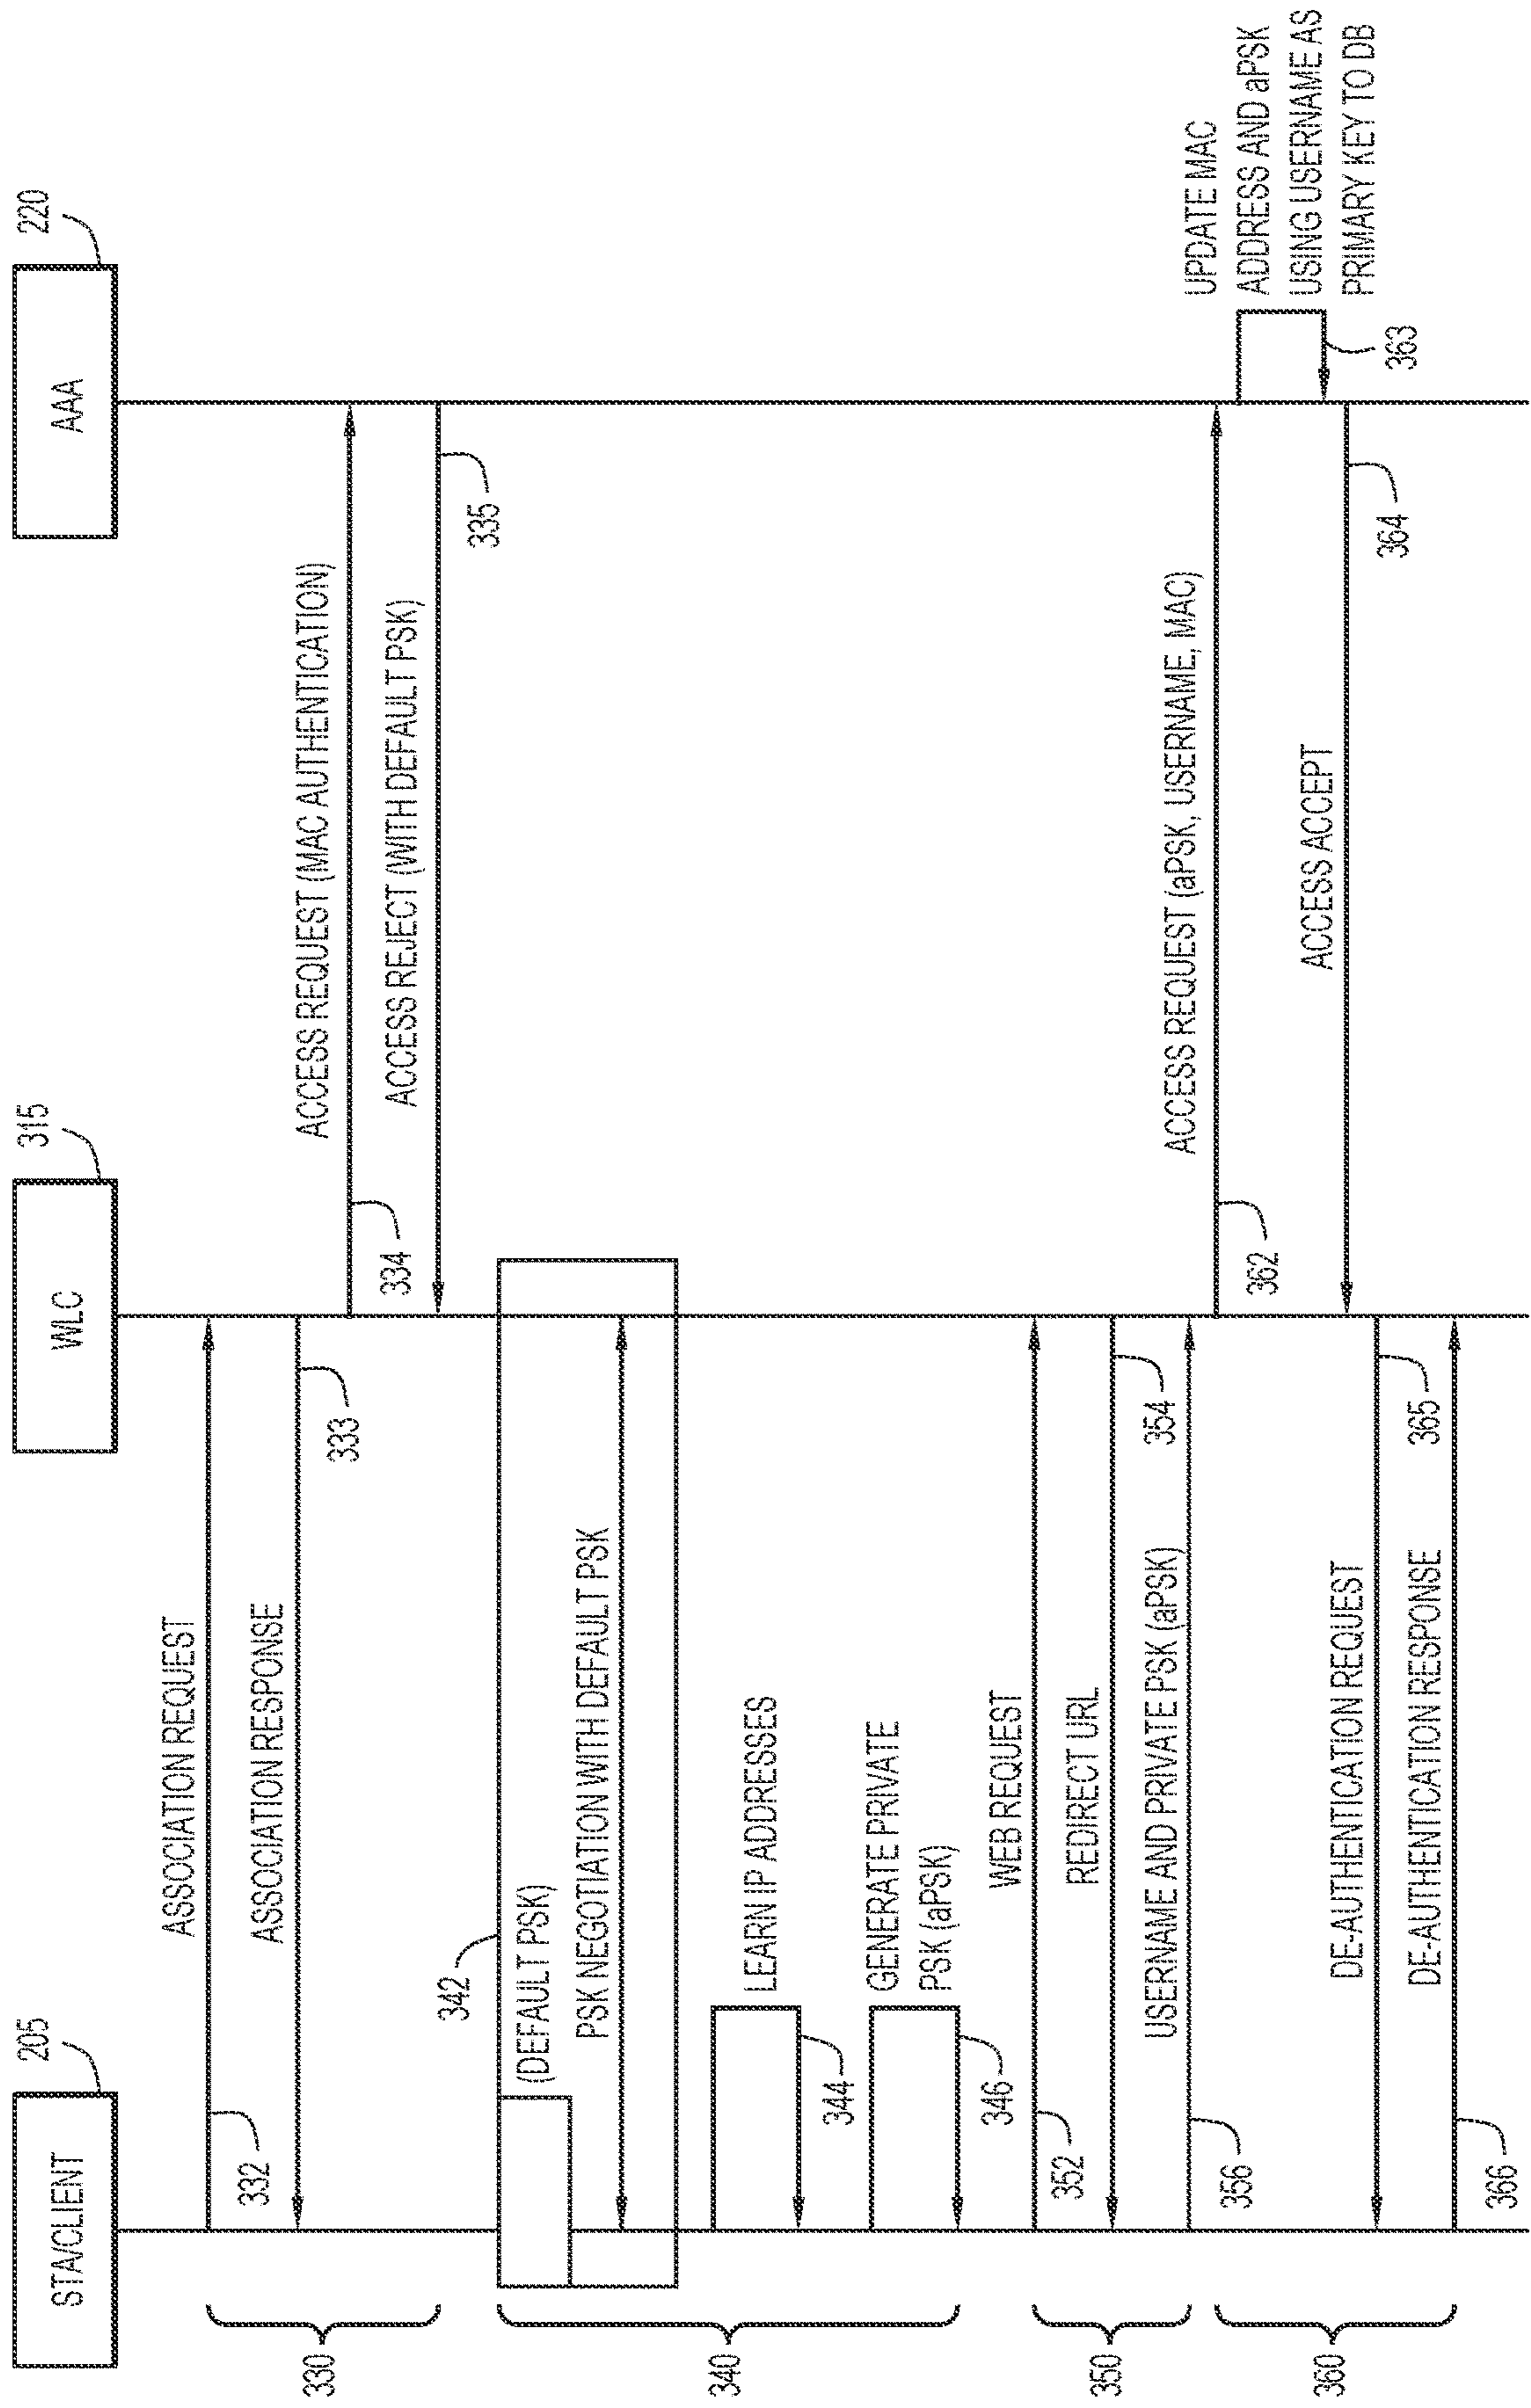 STA/CLIENT
205
WLC
315
AAA
220
330
ASSOCIATION REQUEST
332
ASSOCIATION RESPONSE
333
ACCESS REQUEST (MAC AUTHENTICATION)
334
ACCESS REJECT (WITH DEFAULT PSK)
335
340
342
(DEFAULT PSK)
PSK NEGOTIATION WITH DEFAULT PSK
LEARN IP ADDRESSES
344
GENERATE PRIVATE
PSK (aPSK)
346
350
WEB REQUEST
352
REDIRECT URL
354
USERNAME AND PRIVATE PSK (aPSK)
356
360
ACCESS REQUEST (aPSK, USERNAME, MAC)
362
UPDATE MAC
ADDRESS AND aPSK
USING USERNAME AS
PRIMARY KEY TO DB
363
ACCESS ACCEPT
364
DE-AUTHENTICATION REQUEST
365
DE-AUTHENTICATION RESPONSE
366